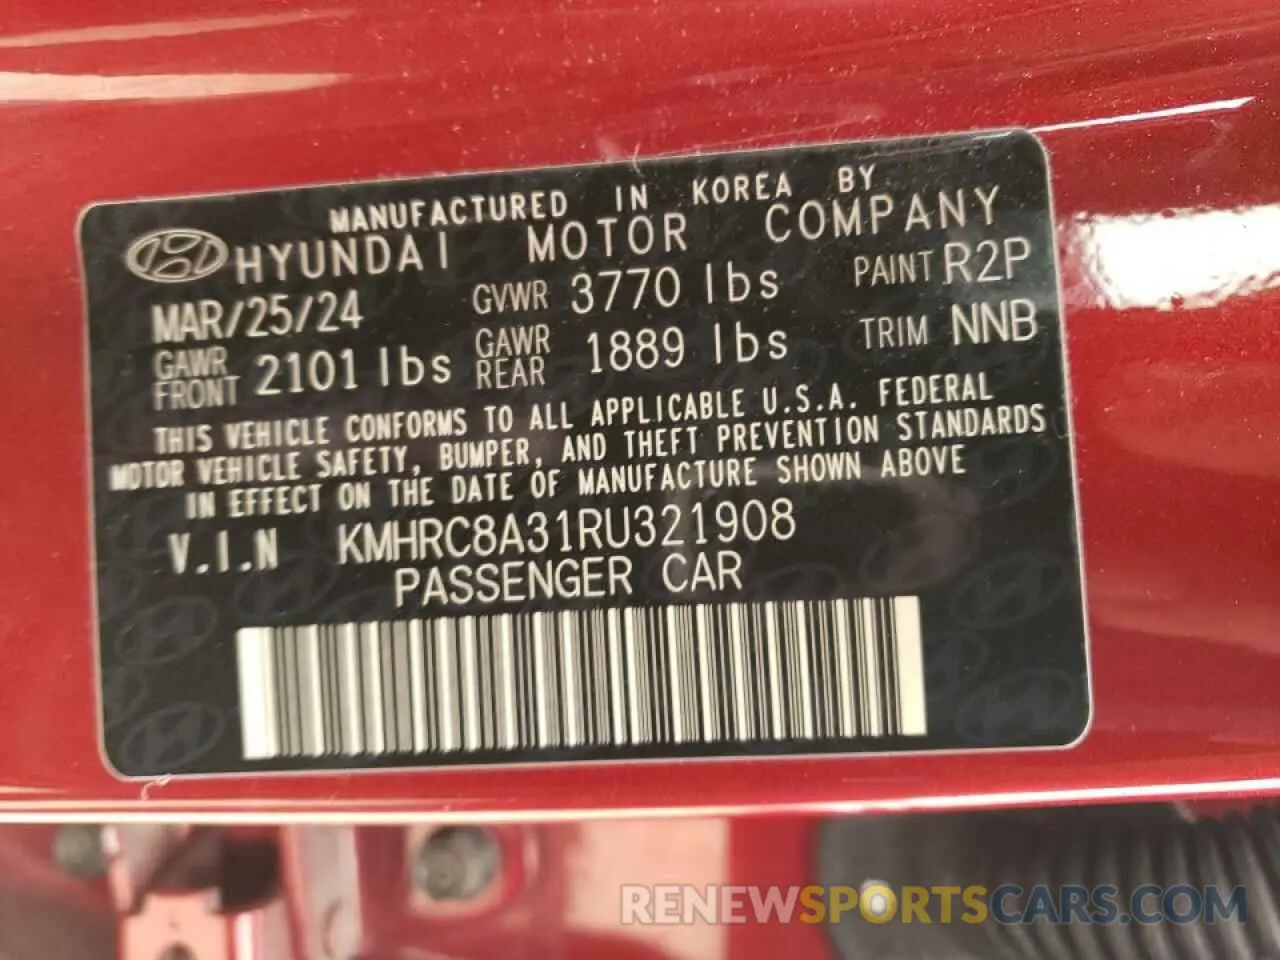 MANUFACTURED IN KOREA BY
HYUNDAI MOTOR COMPANY
MAR/25/24 GVWR 3770 lbs PAINT R2P
GAWR FRONT 2101 lbs GAWR REAR 1889 lbs TRIM NNB
THIS VEHICLE CONFORMS TO ALL APPLICABLE U.S.A. FEDERAL
MOTOR VEHICLE SAFETY, BUMPER, AND THEFT PREVENTION STANDARDS
IN EFFECT ON THE DATE OF MANUFACTURE SHOWN ABOVE
V.I.N KMHRC8A31RU321908
PASSENGER CAR
RENEWSPORTSCARS.COM